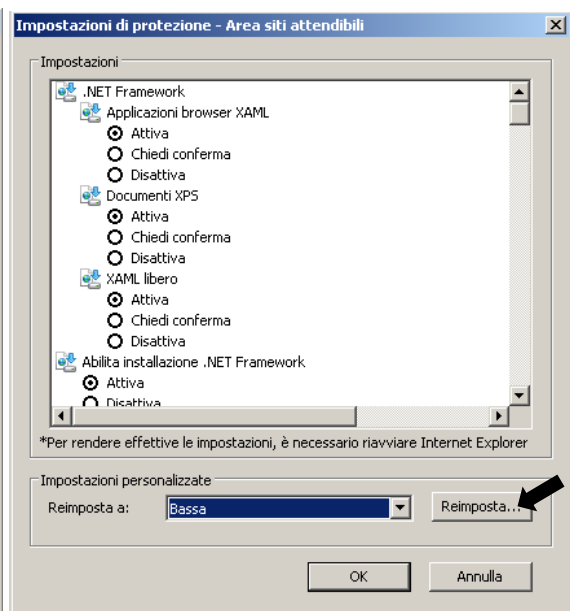 Impostazioni di protezione - Area siti attendibili
Impostazioni
.NET Framework
Applicazioni browser XAML
Attiva
Chiedi conferma
Disattiva
Documenti XPS
Attiva
Chiedi conferma
Disattiva
XAML libero
Attiva
Chiedi conferma
Disattiva
Abilita installazione .NET Framework
Attiva
Disattiva
*Per rendere effettive le impostazioni, è necessario riavviare Internet Explorer
Impostazioni personalizzate
Reimposta a: Bassa Reimposta...
OK Annulla